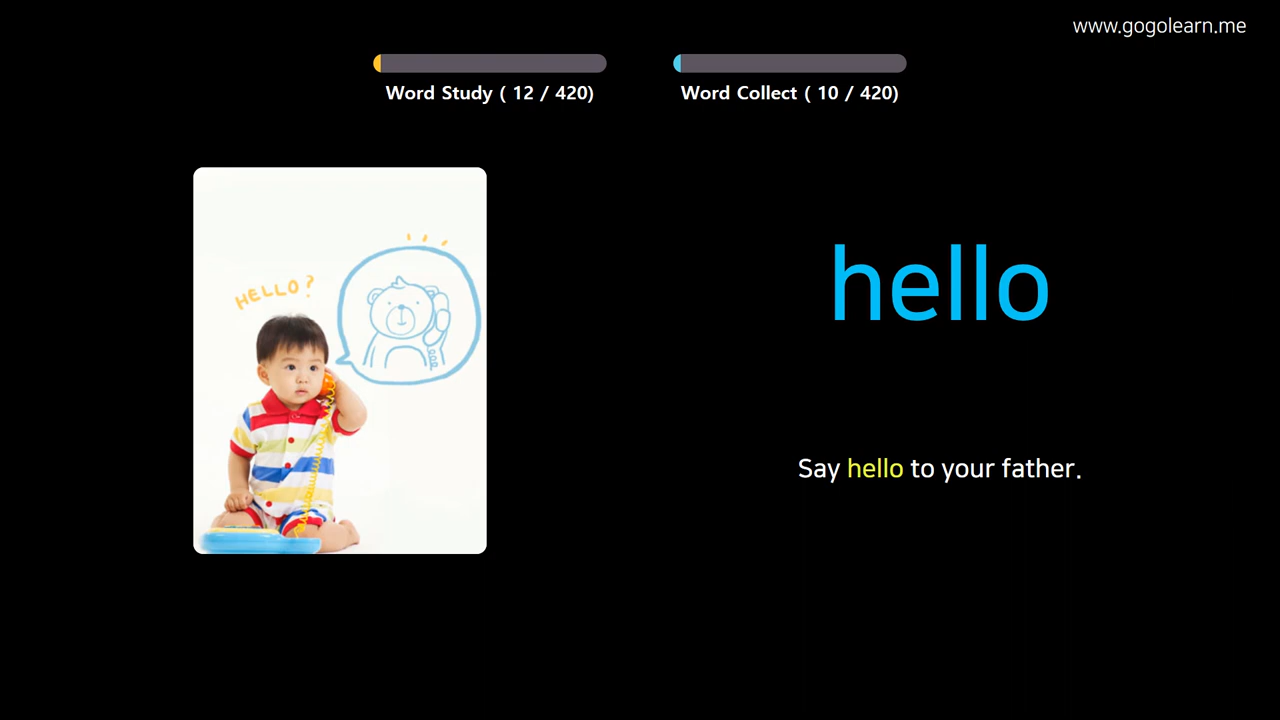 www.gogolearn.me
Word Study ( 12 / 420)
Word Collect ( 10 / 420)
HELLO?
hello
Say hello to your father.